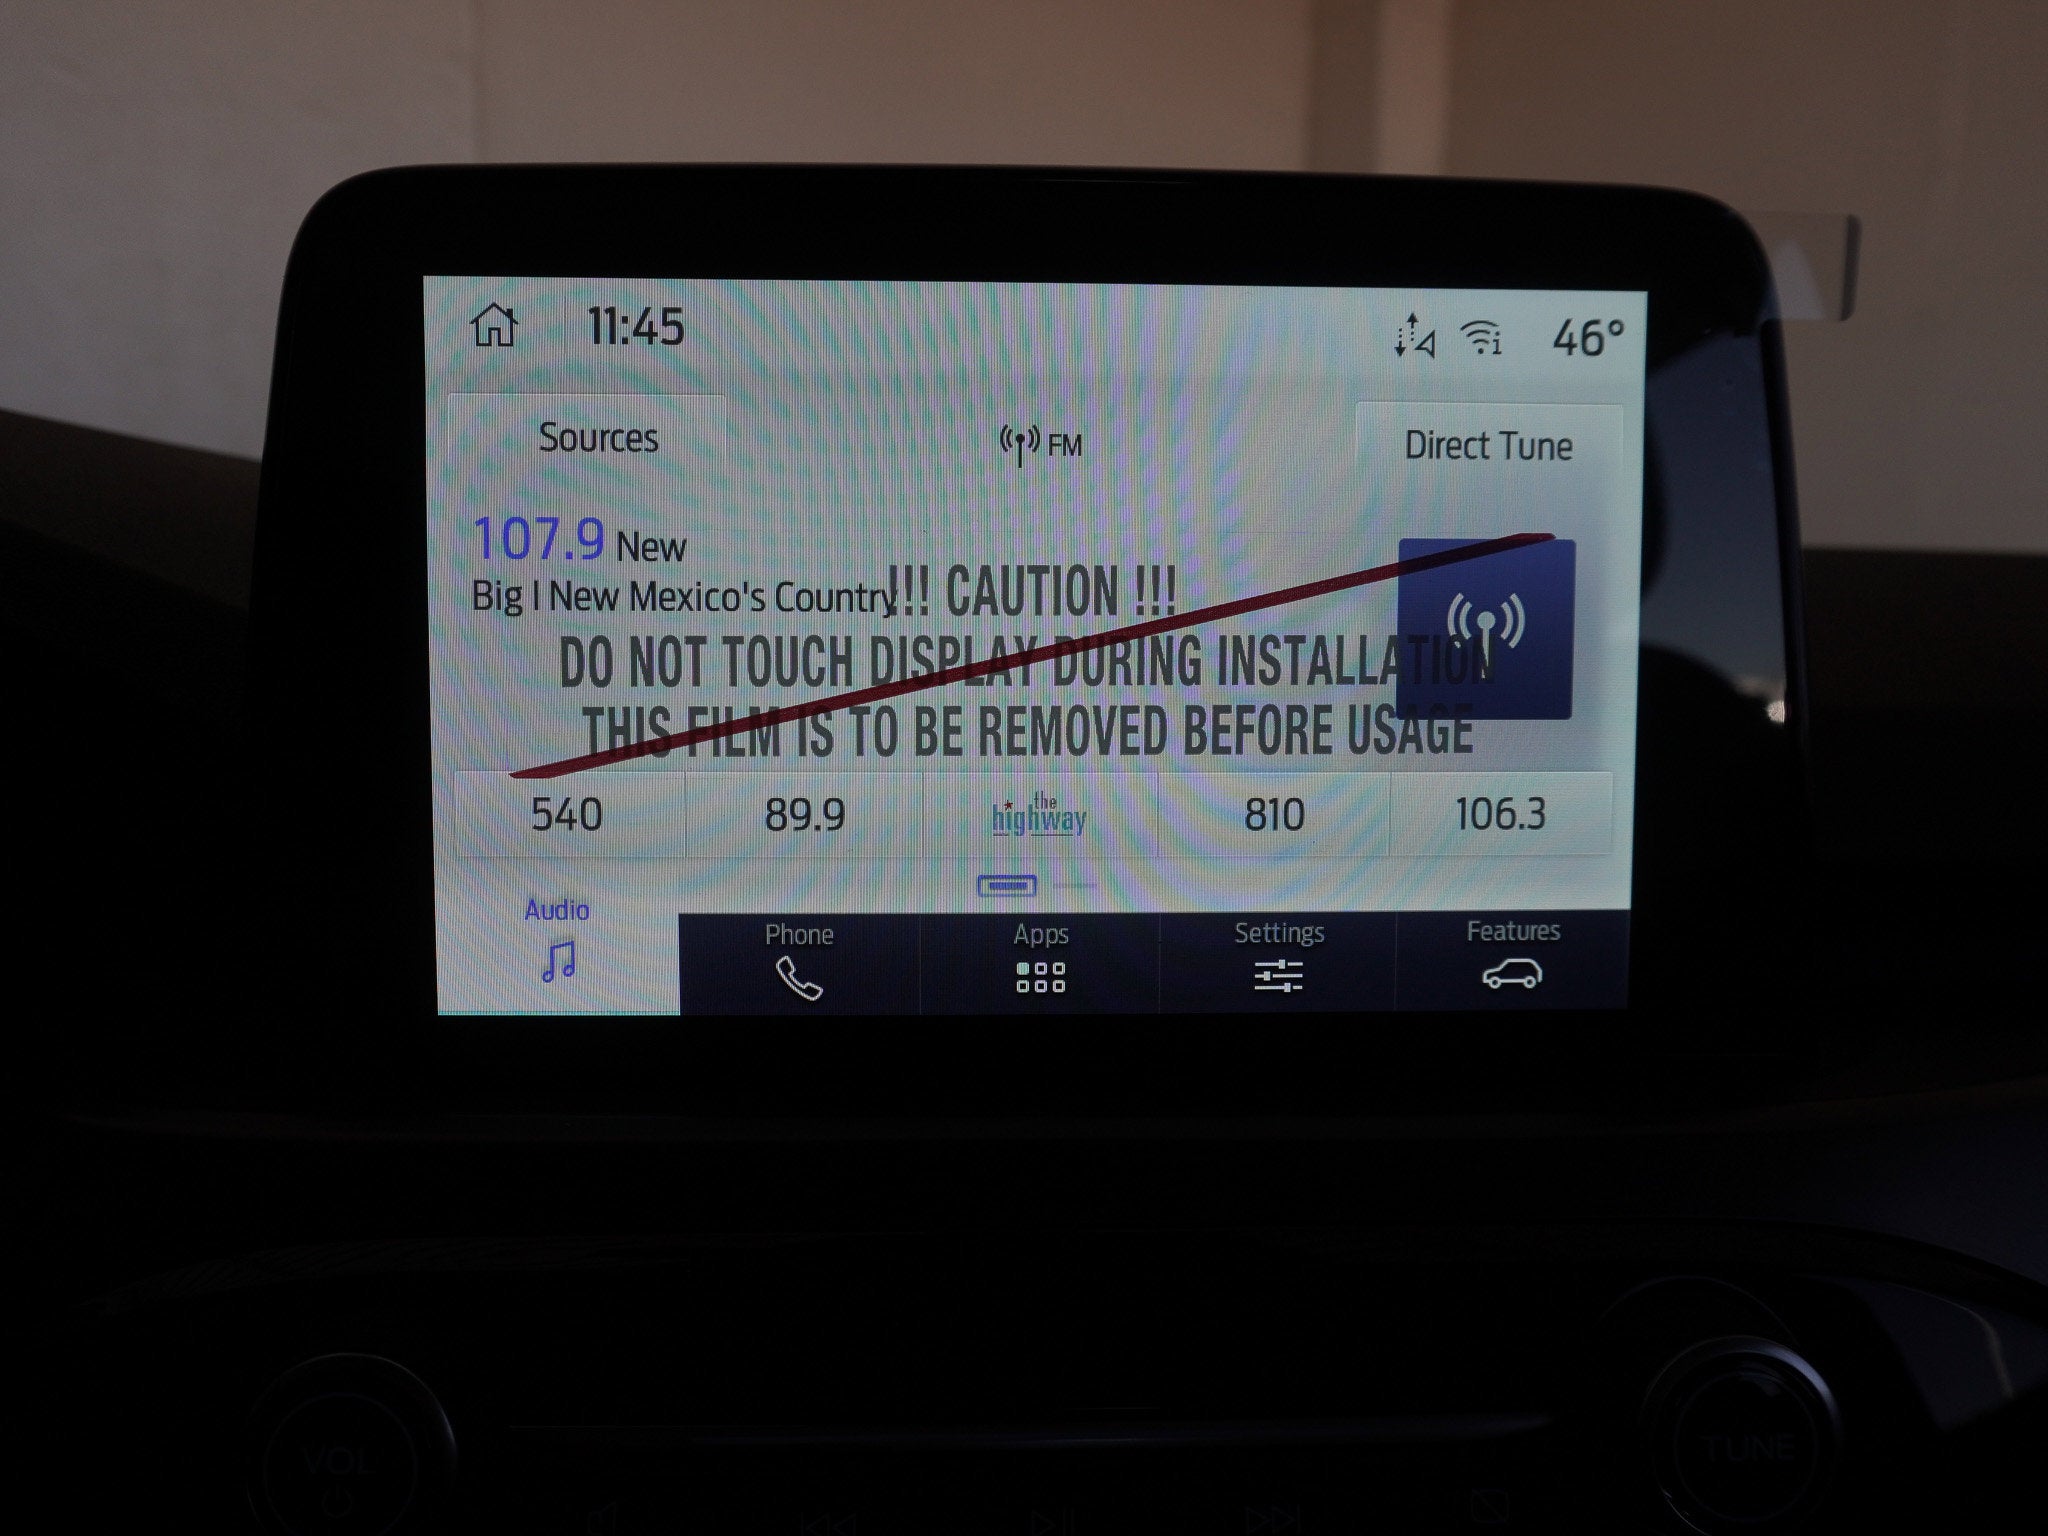 11:45
46°
Sources
FM
Direct Tune
107.9 New
Big I New Mexico's Country
!!! CAUTION !!!
DO NOT TOUCH DISPLAY DURING INSTALLATION
THIS FILM IS TO BE REMOVED BEFORE USAGE
540
89.9
the
highway
810
106.3
Audio
Phone
Apps
Settings
Features
VOL
TUNE